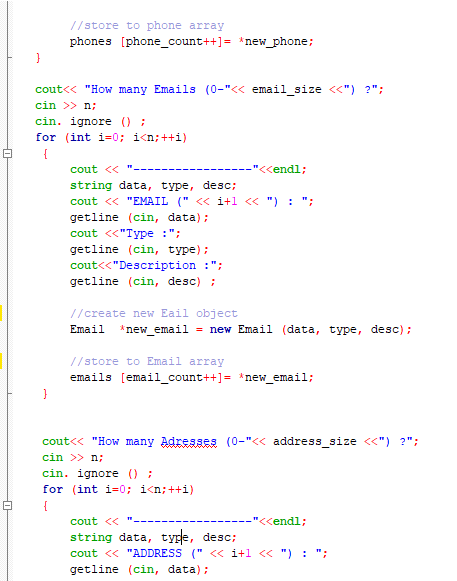 //store to phone array
phones [phone_count++]= *new_phone;
}
cout<< "How many Emails (0-"<< email_size <<") ?";
cin >> n;
cin. ignore () ;
for (int i=0; i<n;++i)
{
cout << "-----------------"<<endl;
string data, type, desc;
cout << "EMAIL (" << i+1 << ") : ";
getline (cin, data);
cout <<"Type :";
getline (cin, type);
cout<<"Description :";
getline (cin, desc) ;
//create new Eail object
Email  *new_email = new Email (data, type, desc);
//store to Email array
emails [email_count++]= *new_email;
}
cout<< "How many Adresses (0-"<< address_size <<") ?";
cin >> n;
cin. ignore () ;
for (int i=0; i<n;++i)
{
cout << "-----------------"<<endl;
string data, type, desc;
cout << "ADDRESS (" << i+1 << ") : ";
getline (cin, data);